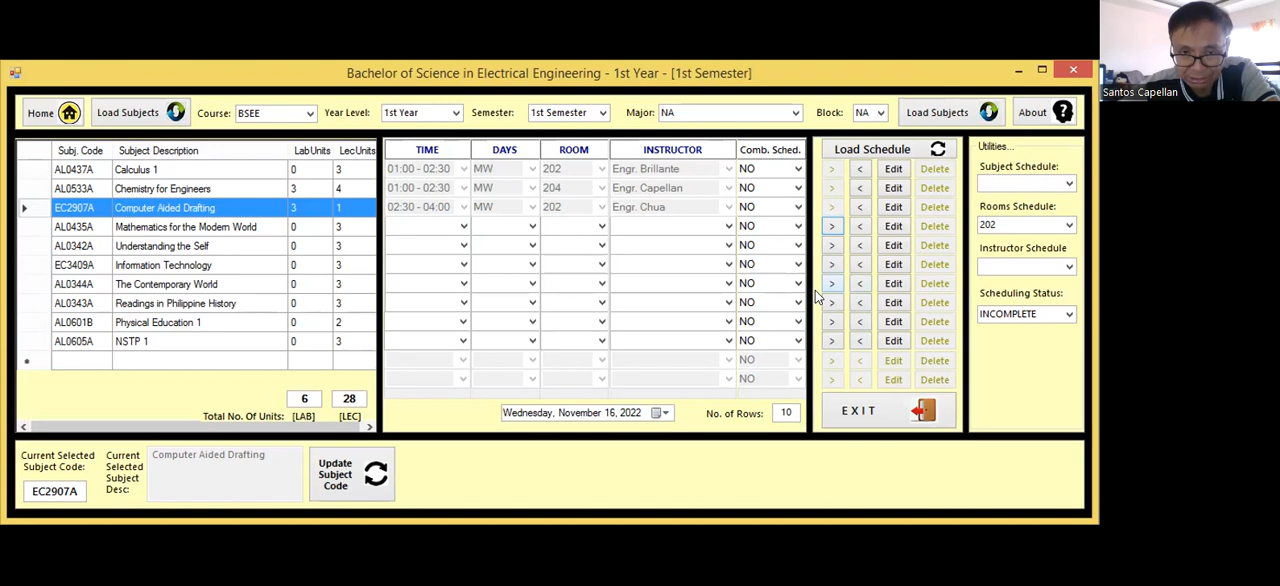 Santos Capellan
Bachelor of Science in Electrical Engineering - 1st Year - [1st Semester]
Home Load Subjects Course: BSEE Year Level: 1st Year Semester: 1st Semester Major: NA Block: NA Load Subjects About
Subj. Code Subject Description LabUnits LecUnits TIME DAYS ROOM INSTRUCTOR Comb. Sched. Load Schedule Utilities...
AL0437A Calculus 1 0 3 01:00 - 02:30 MW 202 Engr. Brillante NO > < Edit Delete Subject Schedule:
AL0533A Chemistry for Engineers 3 4 01:00 - 02:30 MW 204 Engr. Capellan NO > < Edit Delete
EC2907A Computer Aided Drafting 3 1 02:30 - 04:00 MW 202 Engr. Chua NO > < Edit Delete Rooms Schedule:
AL0435A Mathematics for the Modern World 0 3 NO > < Edit Delete 202
AL0342A Understanding the Self 0 3 NO > < Edit Delete Instructor Schedule
EC3409A Information Technology 0 3 NO > < Edit Delete
AL0344A The Contemporary World 0 3 NO > < Edit Delete Scheduling Status:
AL0343A Readings in Philippine History 0 3 NO > < Edit Delete
INCOMPLETE
Physical Education 1 AL0601B 0 2 NO > < Edit Delete
AL0605A NSTP 1 0 3 NO > < Edit Delete
NO > < Edit Delete
NO > < Edit Delete
6 28
Total No. Of Units: [LAB] [LEC]
Wednesday, November 16, 2022 No. of Rows: 10 EXIT
Current Selected Subject Code:
EC2907A
Current Selected Subject Desc:
Computer Aided Drafting
Update Subject Code